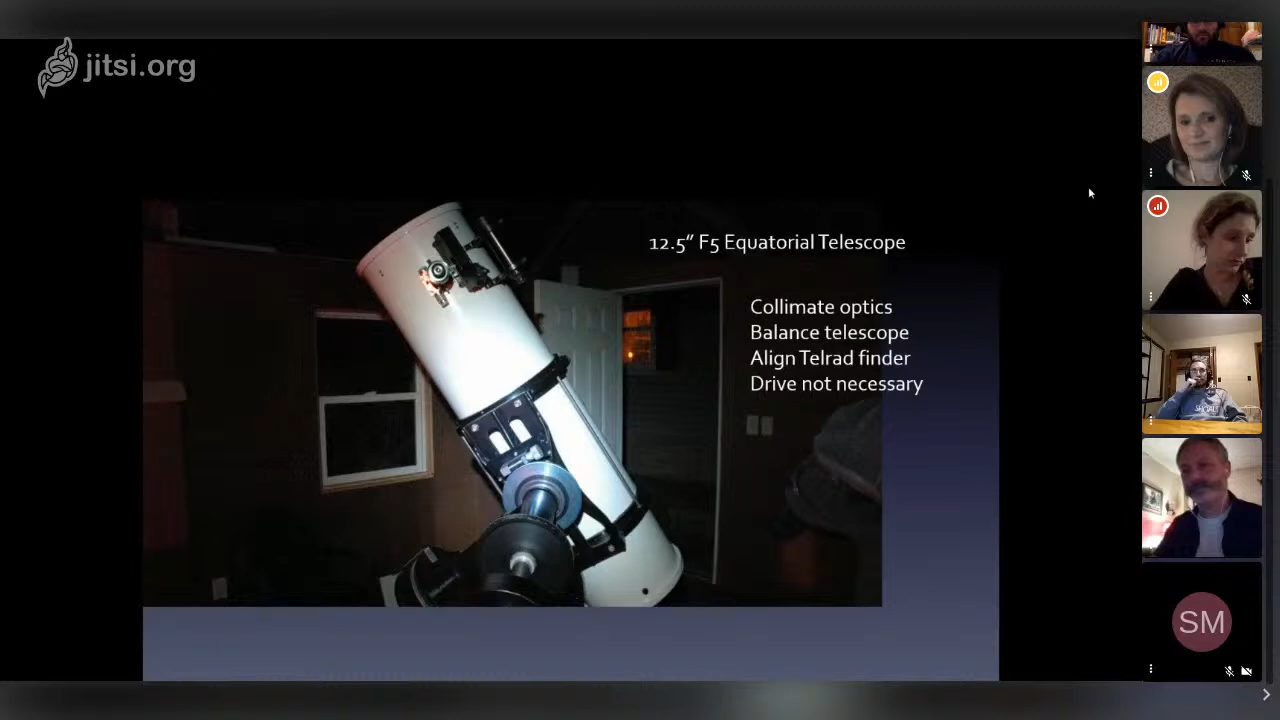 jitsi.org
12.5" F5 Equatorial Telescope
Collimate optics
Balance telescope
Align Telrad finder
Drive not necessary
SM